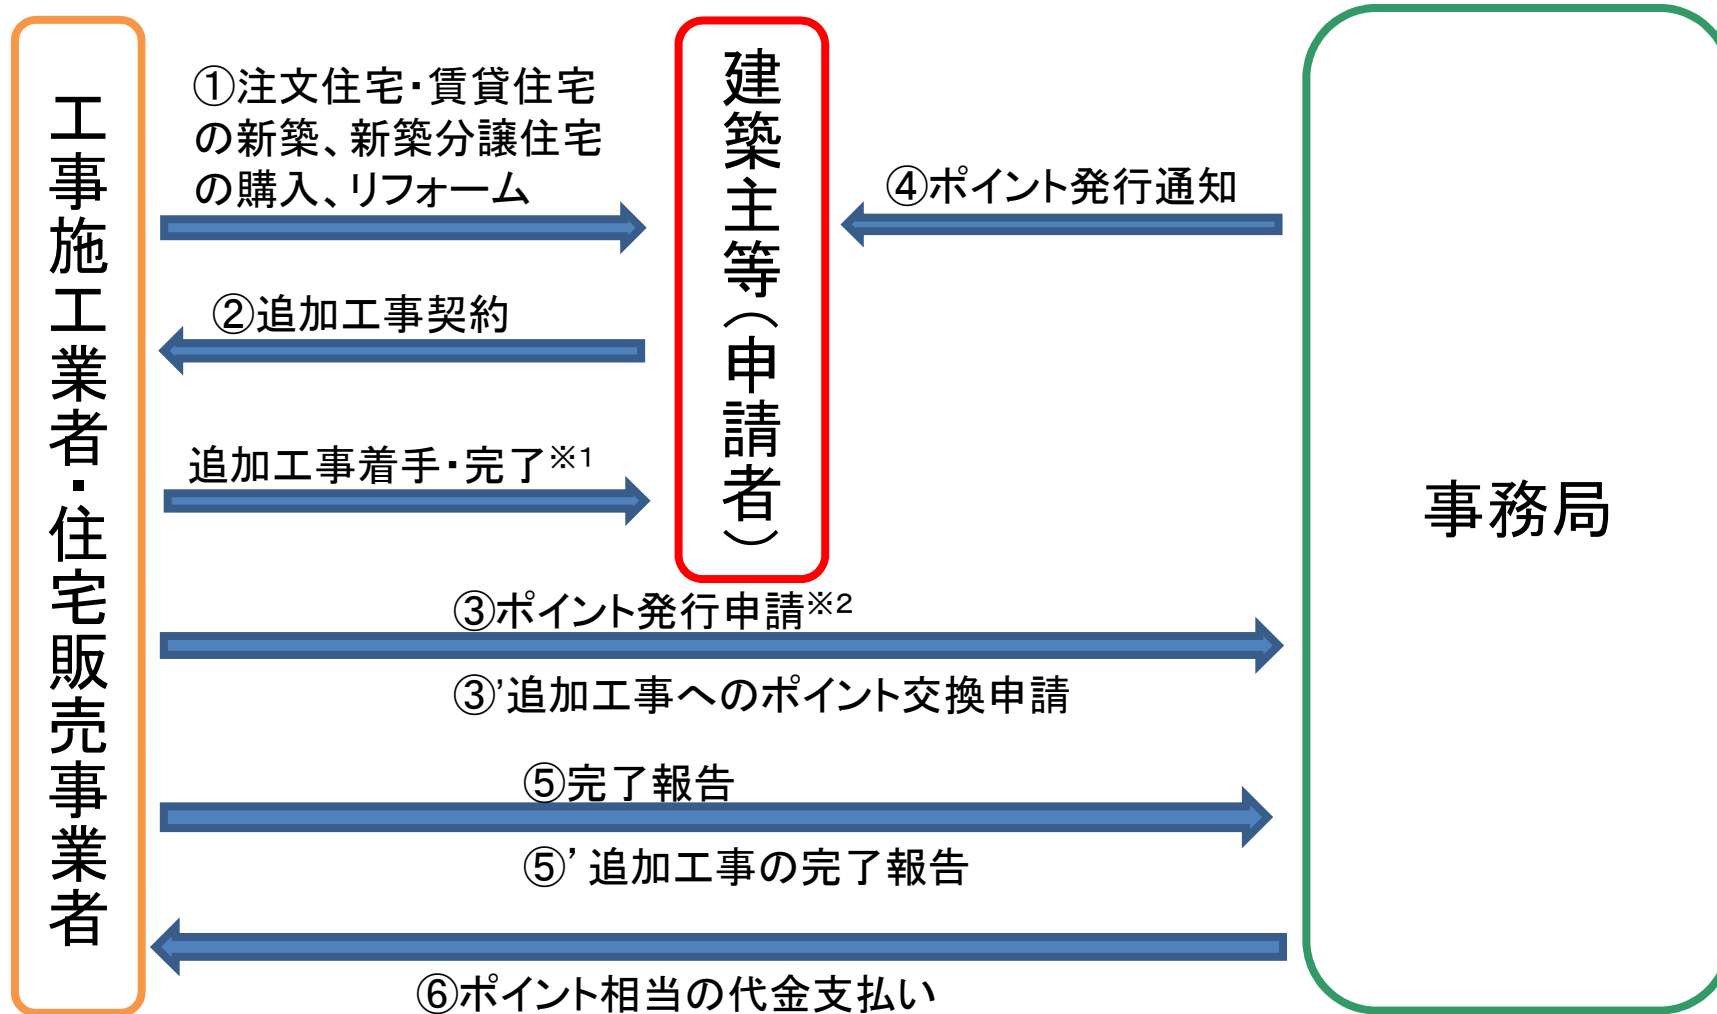 工事施工業者・住宅販売事業者
①注文住宅・賃貸住宅
の新築、新築分譲住宅
の購入、リフォーム
②追加工事契約
追加工事着手・完了※1
建築主等(申請者)
④ポイント発行通知
③ポイント発行申請※2
③'追加工事へのポイント交換申請
⑤完了報告
⑤’追加工事の完了報告
⑥ポイント相当の代金支払い
事務局